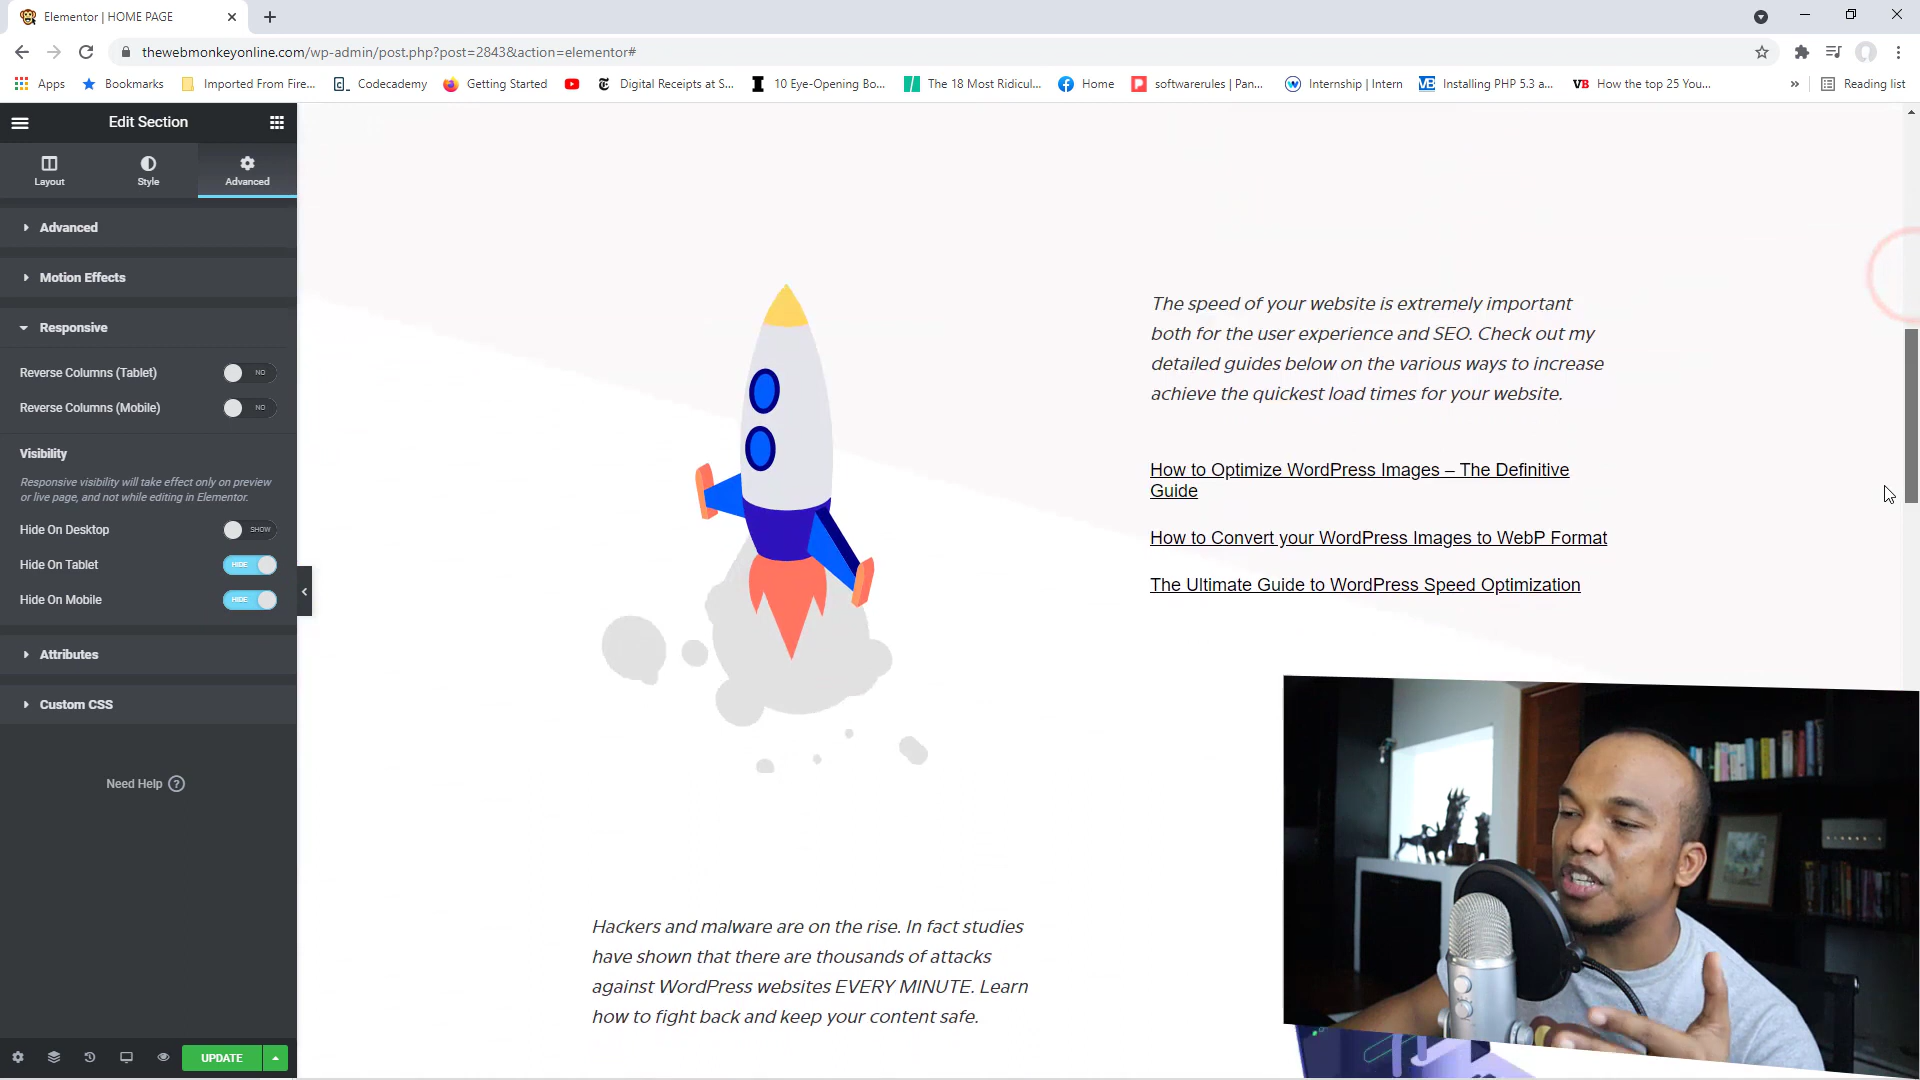 Elementor | HOME PAGE
thewebmonkeyonline.com/wp-admin/post.php?post=2843&action=elementor#
Apps
Bookmarks
Imported From Fire...
Codecademy
Getting Started
Digital Receipts at S...
10 Eye-Opening Bo...
The 18 Most Ridicul...
Home
softwarerules | Pan...
Internship | Intern
Installing PHP 5.3 a...
VB How the top 25 You...
»
Reading list
Edit Section
Layout
Style
Advanced
Advanced
Motion Effects
Responsive
Reverse Columns (Tablet) NO
Reverse Columns (Mobile) NO
Visibility
Responsive visibility will take effect only on preview
or live page, and not while editing in Elementor.
Hide On Desktop SHOW
Hide On Tablet HIDE
Hide On Mobile HIDE
Attributes
Custom CSS
Need Help ?
UPDATE
The speed of your website is extremely important
both for the user experience and SEO. Check out my
detailed guides below on the various ways to increase
achieve the quickest load times for your website.
How to Optimize WordPress Images – The Definitive
Guide
How to Convert your WordPress Images to WebP Format
The Ultimate Guide to WordPress Speed Optimization
Hackers and malware are on the rise. In fact studies
have shown that there are thousands of attacks
against WordPress websites EVERY MINUTE. Learn
how to fight back and keep your content safe.